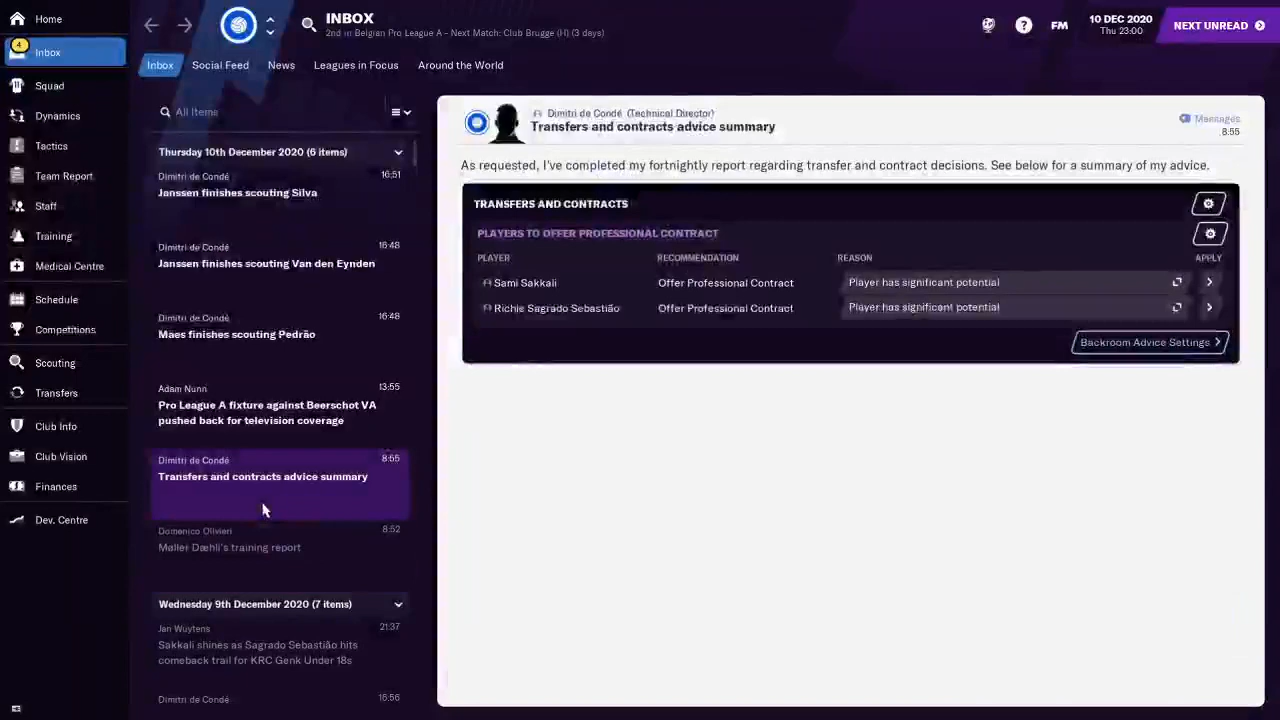 INBOX
2nd in Belgian Pro League A - Next Match: Club Brugge (H) (3 days)
FM
10 DEC 2020
Thu 23:00
NEXT UNREAD
Home
4
Inbox
Squad
Dynamics
Tactics
Team Report
Staff
Training
Medical Centre
Schedule
Competitions
Scouting
Transfers
Club Info
Club Vision
Finances
Dev. Centre
Inbox Social Feed News Leagues in Focus Around the World
All Items
Thursday 10th December 2020 (6 items)
Dimitri de Condé 16:51
Janssen finishes scouting Silva
Dimitri de Condé 16:48
Janssen finishes scouting Van den Eynden
Dimitri de Condé 16:48
Maes finishes scouting Pedrão
Adam Nunn 13:55
Pro League A fixture against Beerschot VA
pushed back for television coverage
Dimitri de Condé 8:55
Transfers and contracts advice summary
Domenico Olivieri 8:52
Møller Dæhli's training report
Wednesday 9th December 2020 (7 items)
Jan Wuytens 21:37
Sakkali shines as Sagrado Sebastião hits
comeback trail for KRC Genk Under 18s
Dimitri de Condé 16:56
Dimitri de Condé (Technical Director)
Transfers and contracts advice summary
Messages
8:55
As requested, I've completed my fortnightly report regarding transfer and contract decisions. See below for a summary of my advice.
TRANSFERS AND CONTRACTS
PLAYERS TO OFFER PROFESSIONAL CONTRACT
PLAYER RECOMMENDATION REASON APPLY
Sami Sakkali Offer Professional Contract Player has significant potential
Richie Sagrado Sebastião Offer Professional Contract Player has significant potential
Backroom Advice Settings